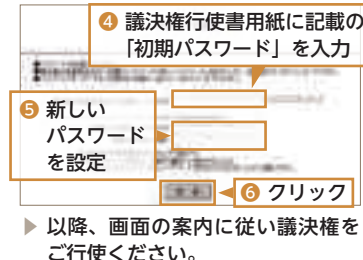 ❹ 議決権行使書用紙に記載の
「初期パスワード」を入力
❺ 新しい
パスワード
を設定
❻ クリック
▶ 以降、画面の案内に従い議決権を
ご行使ください。